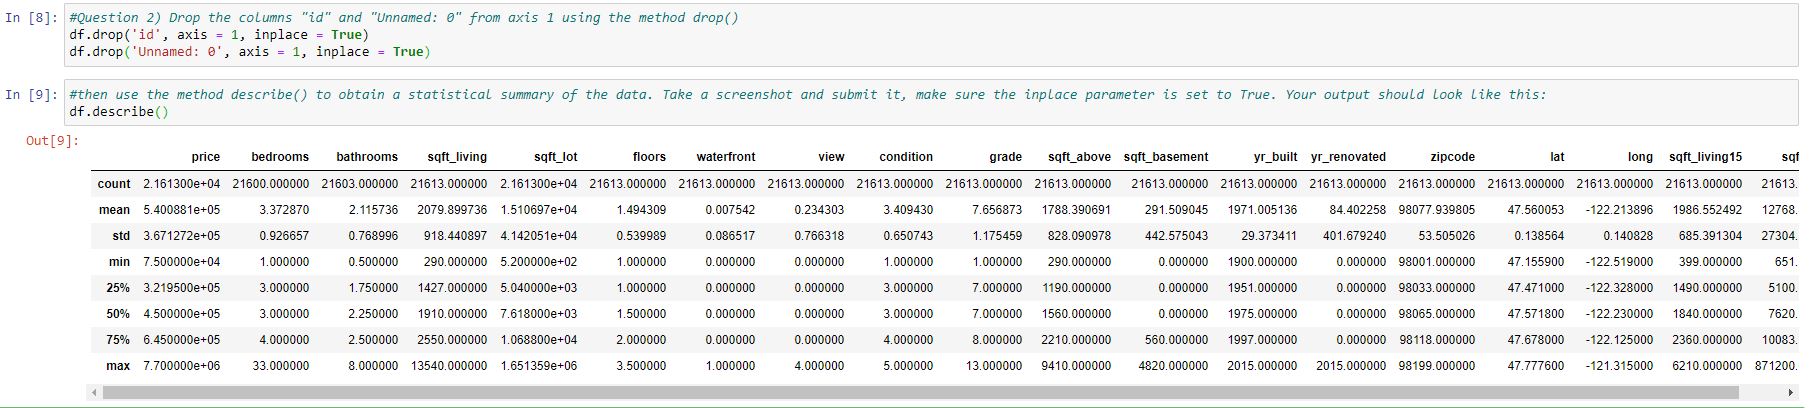 In [8]: #Question 2) Drop the columns "id" and "Unnamed: 0" from axis 1 using the method drop()
df.drop('id', axis = 1, inplace = True)
df.drop('Unnamed: 0', axis = 1, inplace = True)
In [9]: #then use the method describe() to obtain a statistical summary of the data. Take a screenshot and submit it, make sure the inplace parameter is set to True. Your output should look like this:
df.describe()
Out[9]:
price bedrooms bathrooms sqft_living sqft_lot floors waterfront view condition grade sqft_above sqft_basement yr_built yr_renovated zipcode lat long sqft_living15 sqf
count 2.161300e+04 21600.000000 21603.000000 21613.000000 2.161300e+04 21613.000000 21613.000000 21613.000000 21613.000000 21613.000000 21613.000000 21613.000000 21613.000000 21613.000000 21613.000000 21613.000000 21613.000000 21613.000000 21613.
mean 5.400881e+05 3.372870 2.115736 2079.899736 1.510697e+04 1.494309 0.007542 0.234303 3.409430 7.656873 1788.390691 291.509045 1971.005136 84.402258 98077.939805 47.560053 -122.213896 1986.552492 12768.
std 3.671272e+05 0.926657 0.768996 918.440897 4.142051e+04 0.539989 0.086517 0.766318 0.650743 1.175459 828.090978 442.575043 29.373411 401.679240 53.505026 0.138564 0.140828 685.391304 27304.
min 7.500000e+04 1.000000 0.500000 290.000000 5.200000e+02 1.000000 0.000000 0.000000 1.000000 1.000000 290.000000 0.000000 1900.000000 0.000000 98001.000000 47.155900 -122.519000 399.000000 651.
25% 3.219500e+05 3.000000 1.750000 1427.000000 5.040000e+03 1.000000 0.000000 0.000000 3.000000 7.000000 1190.000000 0.000000 1951.000000 0.000000 98033.000000 47.471000 -122.328000 1490.000000 5100.
50% 4.500000e+05 3.000000 2.250000 1910.000000 7.618000e+03 1.500000 0.000000 0.000000 3.000000 7.000000 1560.000000 0.000000 1975.000000 0.000000 98065.000000 47.571800 -122.230000 1840.000000 7620.
75% 6.450000e+05 4.000000 2.500000 2550.000000 1.068800e+04 2.000000 0.000000 0.000000 4.000000 8.000000 2210.000000 560.000000 1997.000000 0.000000 98118.000000 47.678000 -122.125000 2360.000000 10083.
max 7.700000e+06 33.000000 8.000000 13540.000000 1.651359e+06 3.500000 1.000000 4.000000 5.000000 13.000000 9410.000000 4820.000000 2015.000000 2015.000000 98199.000000 47.777600 -121.315000 6210.000000 871200.